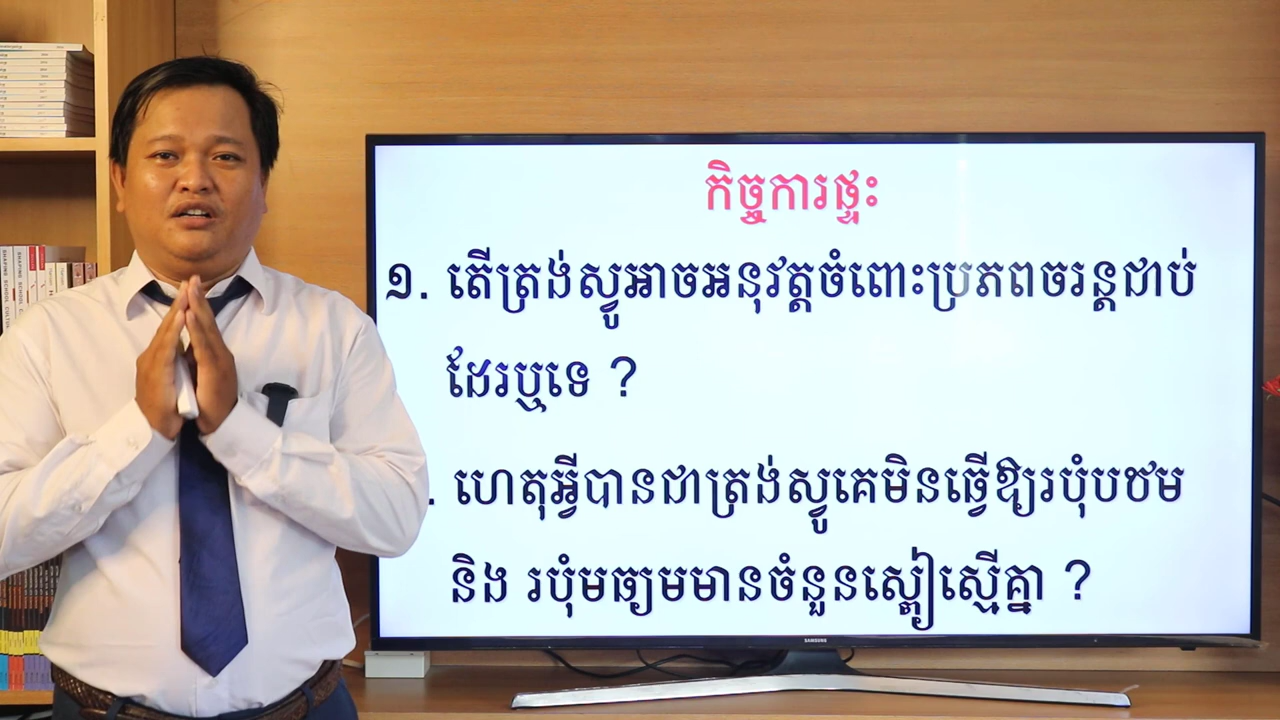 កិច្ចការផ្ទះ
១. តើត្រង់ស្វូអាចអនុវត្តចំពោះប្រភពចរន្តជាប់
ដែរឬទេ ?
. ហេតុអ្វីបានជាត្រង់ស្វូគេមិនធ្វើឱ្យរបុំបឋម
និង របុំមធ្យមមានចំនួនស្ពៀស្មើគ្នា ?
SAMSUNG